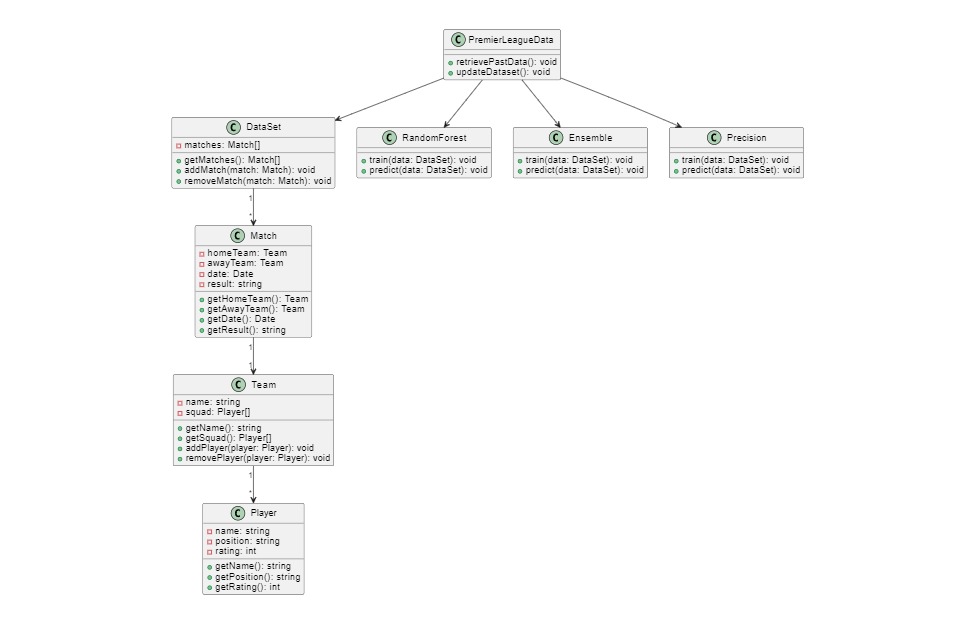 C PremierLeagueData
retrievePastData(): void
updateDataset(): void
C DataSet
matches: Match[]
getMatches(): Match[]
addMatch(match: Match): void
removeMatch(match: Match): void
C RandomForest
train(data: DataSet): void
predict(data: DataSet): void
C Ensemble
train(data: DataSet): void
predict(data: DataSet): void
C Precision
train(data: DataSet): void
predict(data: DataSet): void
1
*
C Match
homeTeam: Team
awayTeam: Team
date: Date
result: string
getHomeTeam(): Team
getAwayTeam(): Team
getDate(): Date
getResult(): string
1
1
C Team
name: string
squad: Player[]
getName(): string
getSquad(): Player[]
addPlayer(player: Player): void
removePlayer(player: Player): void
1
*
C Player
name: string
position: string
rating: int
getName(): string
getPosition(): string
getRating(): int